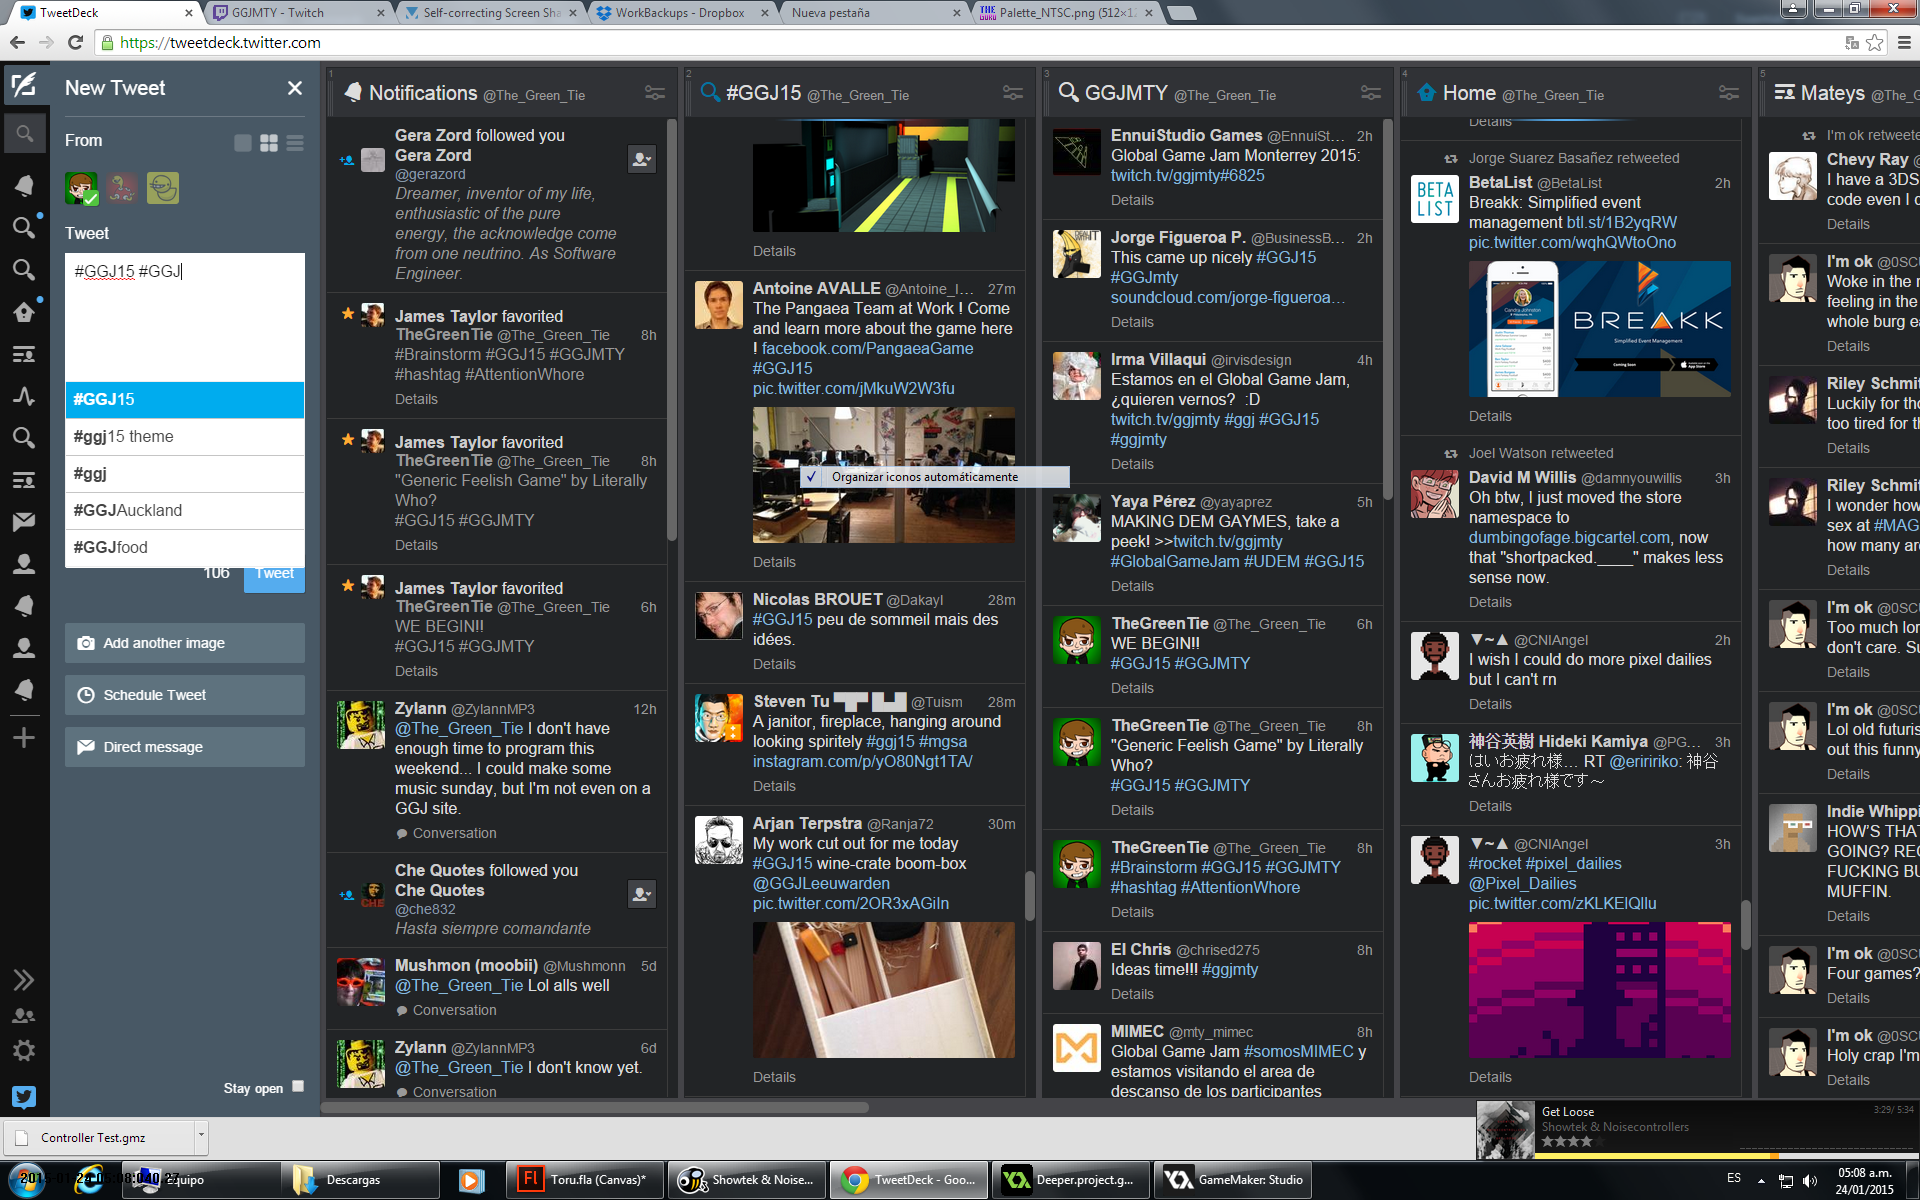 TweetDeck
GGJMTY - Twitch
Self-correcting Screen Sha
WorkBackups - Dropbox
Nueva pestaña
Palette_NTSC.png (512×12
https://tweetdeck.twitter.com
New Tweet
From
Tweet
#GGJ15 #GGJ
#GGJ15
#ggj15 theme
#ggj
#GGJAuckland
#GGJfood
106
Tweet
Add another image
Schedule Tweet
Direct message
Stay open
1
Notifications @The_Green_Tie
Gera Zord followed you
Gera Zord
@gerazord
Dreamer, inventor of my life,
enthusiastic of the pure
energy, the acknowledge come
from one neutrino. As Software
Engineer.
James Taylor favorited
TheGreenTie @The_Green_Tie 8h
#Brainstorm #GGJ15 #GGJMTY
#hashtag #AttentionWhore
Details
James Taylor favorited
TheGreenTie @The_Green_Tie 8h
"Generic Feelish Game" by Literally
Who?
#GGJ15 #GGJMTY
Details
James Taylor favorited
TheGreenTie @The_Green_Tie 6h
WE BEGIN!!
#GGJ15 #GGJMTY
Details
Zylann @ZylannMP3 12h
@The_Green_Tie I don't have
enough time to program this
weekend... I could make some
music sunday, but I'm not even on a
GGJ site.
Conversation
Che Quotes followed you
Che Quotes
@che832
Hasta siempre comandante
Mushmon (moobii) @Mushmonn 5d
@The_Green_Tie Lol alls well
Conversation
Zylann @ZylannMP3 6d
@The_Green_Tie I don't know yet.
Conversation
2
#GGJ15 @The_Green_Tie
Details
Antoine AVALLE @Antoine_I... 27m
The Pangaea Team at Work ! Come
and learn more about the game here
! facebook.com/PangaeaGame
#GGJ15
pic.twitter.com/jMkuW2W3fu
Organizar iconos automáticamente
Details
Nicolas BROUET @Dakayl 28m
#GGJ15 peu de sommeil mais des
idées.
Details
Steven Tu @Tuism 28m
A janitor, fireplace, hanging around
looking spiritely #ggj15 #mgsa
instagram.com/p/yO80Ngt1TA/
Details
Arjan Terpstra @Ranja72 30m
My work cut out for me today
#GGJ15 wine-crate boom-box
@GGJLeeuwarden
pic.twitter.com/2OR3xAGiIn
Details
3
GGJMTY @The_Green_Tie
EnnuiStudio Games @EnnuiSt... 2h
Global Game Jam Monterrey 2015:
twitch.tv/ggjmty#6825
Details
Jorge Figueroa P. @BusinessB... 2h
This came up nicely #GGJ15
#GGJmty
soundcloud.com/jorge-figueroa...
Details
Irma Villaqui @irvisdesign 4h
Estamos en el Global Game Jam,
¿quieren vernos? :D
twitch.tv/ggjmty #ggj #GGJ15
#ggjmty
Details
Yaya Pérez @yayaprez 5h
MAKING DEM GAYMES, take a
peek! >>twitch.tv/ggjmty
#GlobalGameJam #UDEM #GGJ15
Details
TheGreenTie @The_Green_Tie 6h
WE BEGIN!!
#GGJ15 #GGJMTY
Details
TheGreenTie @The_Green_Tie 8h
"Generic Feelish Game" by Literally
Who?
#GGJ15 #GGJMTY
Details
TheGreenTie @The_Green_Tie 8h
#Brainstorm #GGJ15 #GGJMTY
#hashtag #AttentionWhore
Details
El Chris @chrised275 8h
Ideas time!!! #ggjmty
Details
MIMEC @mty_mimec 8h
Global Game Jam #somosMIMEC y
estamos visitando el area de
descanso de los participantes
4
Home @The_Green_Tie
Details
Jorge Suarez Basañez retweeted
BETA LIST
BetaList @BetaList 2h
Breakk: Simplified event
management btl.st/1B2yqRW
pic.twitter.com/wqhQWtoOno
BREAKK
Simplified Event Management
Coming Soon
App Store
Details
Joel Watson retweeted
David M Willis @damnyouwillis 3h
Oh btw, I just moved the store
namespace to
dumbingofage.bigcartel.com, now
that "shortpacked.____" makes less
sense now.
Details
▼~▲ @CNIAngel 2h
I wish I could do more pixel dailies
but I can't rn
Details
神谷英樹 Hideki Kamiya @PG... 3h
はいお疲れ様... RT @eriririko: 神谷
さんお疲れ様です～
Details
▼~▲ @CNIAngel 3h
#rocket #pixel_dailies
@Pixel_Dailies
pic.twitter.com/zKLKElQllu
Details
5
Mateys @The_G
I'm ok retweete
Chevy Ray
I have a 3DS
code even I c
Details
I'm ok @0SC
Woke in the r
feeling in the
whole burg ea
Details
Riley Schmit
Luckily for tho
too tired for th
Details
Riley Schmit
I wonder how
sex at #MAG
how many are
Details
I'm ok @0SC
Too much lor
don't care. Su
Details
I'm ok @0SC
Lol old futuris
out this funny
Details
Indie Whippi
HOW'S THAT
GOING? REC
FUCKING BU
MUFFIN.
Details
I'm ok @0SC
Four games?
Details
I'm ok @0SC
Holy crap I'm
Details
Controller Test.gmz
Get Loose
Showtek & Noisecontrollers
3:29/ 5:34
Equipo
Descargas
Toru.fla (Canvas)*
Showtek & Noise...
TweetDeck - Goo...
Deeper.project.g...
GameMaker: Studio
ES
05:08 a.m.
24/01/2015